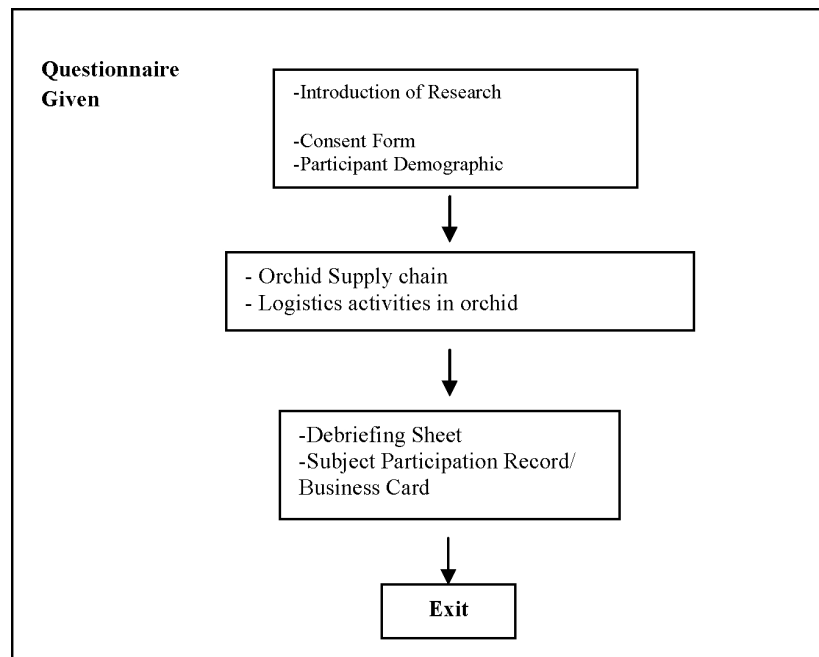 Questionnaire
Given
-Introduction of Research
-Consent Form
-Participant Demographic
- Orchid Supply chain
- Logistics activities in orchid
-Debriefing Sheet
-Subject Participation Record/
Business Card
Exit